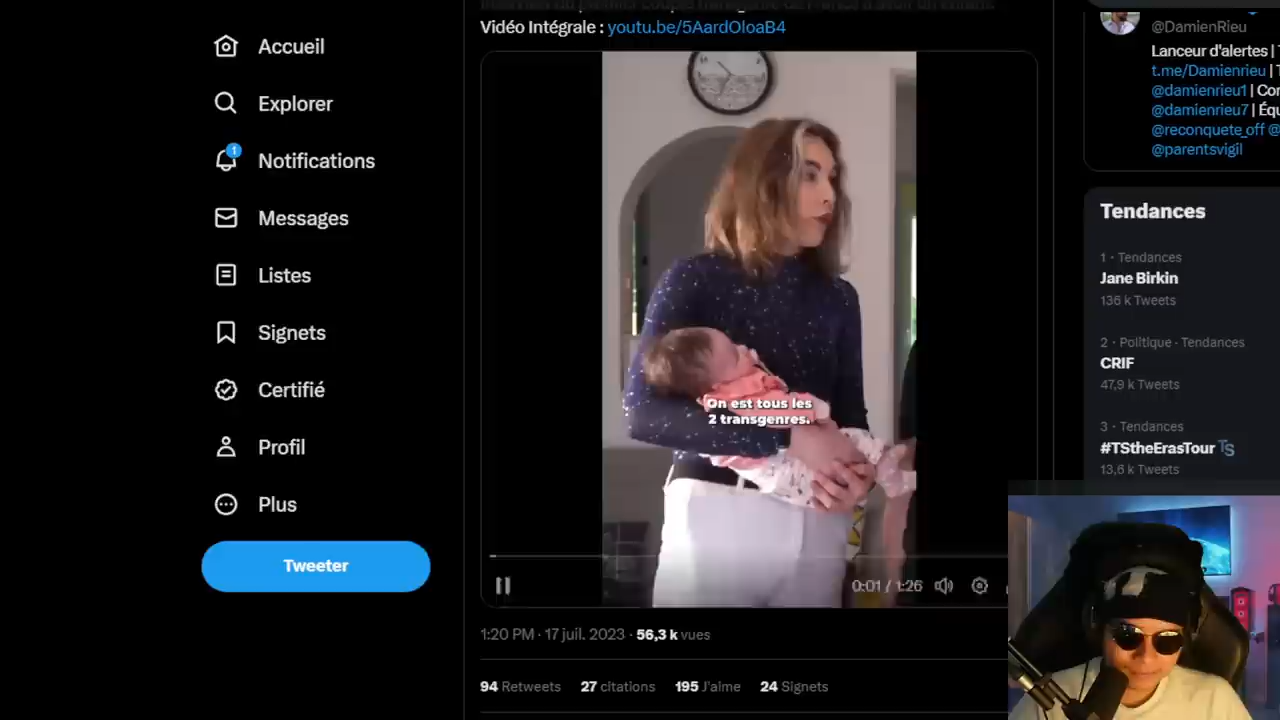 Accueil
Explorer
1
Notifications
Messages
Listes
Signets
Certifié
Profil
Plus
Tweeter
Vidéo Intégrale : youtu.be/5AardOloaB4
On est tous les
2 transgenres.
0:01 / 1:26
1:20 PM · 17 juil. 2023 · 56,3 k vues
94 Retweets 27 citations 195 J'aime 24 Signets
@DamienRieu
Lanceur d'alertes |
t.me/Damienrieu |
@damienrieu1 |
@damienrieu7 |
@reconquete_off
@parentsvigil
Tendances
1 · Tendances
Jane Birkin
136 k Tweets
2 · Politique · Tendances
CRIF
47,9 k Tweets
3 · Tendances
#TStheErasTour TS
13,6 k Tweets